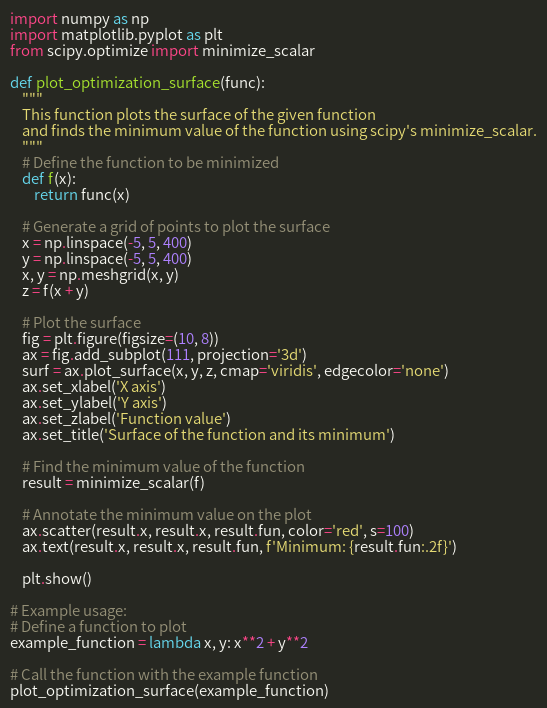 import numpy as np
import matplotlib.pyplot as plt
from scipy.optimize import minimize_scalar

def plot_optimization_surface(func):
    """
    This function plots the surface of the given function
    and finds the minimum value of the function using scipy's minimize_scalar.
    """
    # Define the function to be minimized
    def f(x):
        return func(x)

    # Generate a grid of points to plot the surface
    x = np.linspace(-5, 5, 400)
    y = np.linspace(-5, 5, 400)
    x, y = np.meshgrid(x, y)
    z = f(x + y)

    # Plot the surface
    fig = plt.figure(figsize=(10, 8))
    ax = fig.add_subplot(111, projection='3d')
    surf = ax.plot_surface(x, y, z, cmap='viridis', edgecolor='none')
    ax.set_xlabel('X axis')
    ax.set_ylabel('Y axis')
    ax.set_zlabel('Function value')
    ax.set_title('Surface of the function and its minimum')

    # Find the minimum value of the function
    result = minimize_scalar(f)

    # Annotate the minimum value on the plot
    ax.scatter(result.x, result.x, result.fun, color='red', s=100)
    ax.text(result.x, result.x, result.fun, f'Minimum: {result.fun:.2f}')

    plt.show()

# Example usage:
# Define a function to plot
example_function = lambda x, y: x**2 + y**2

# Call the function with the example function
plot_optimization_surface(example_function)